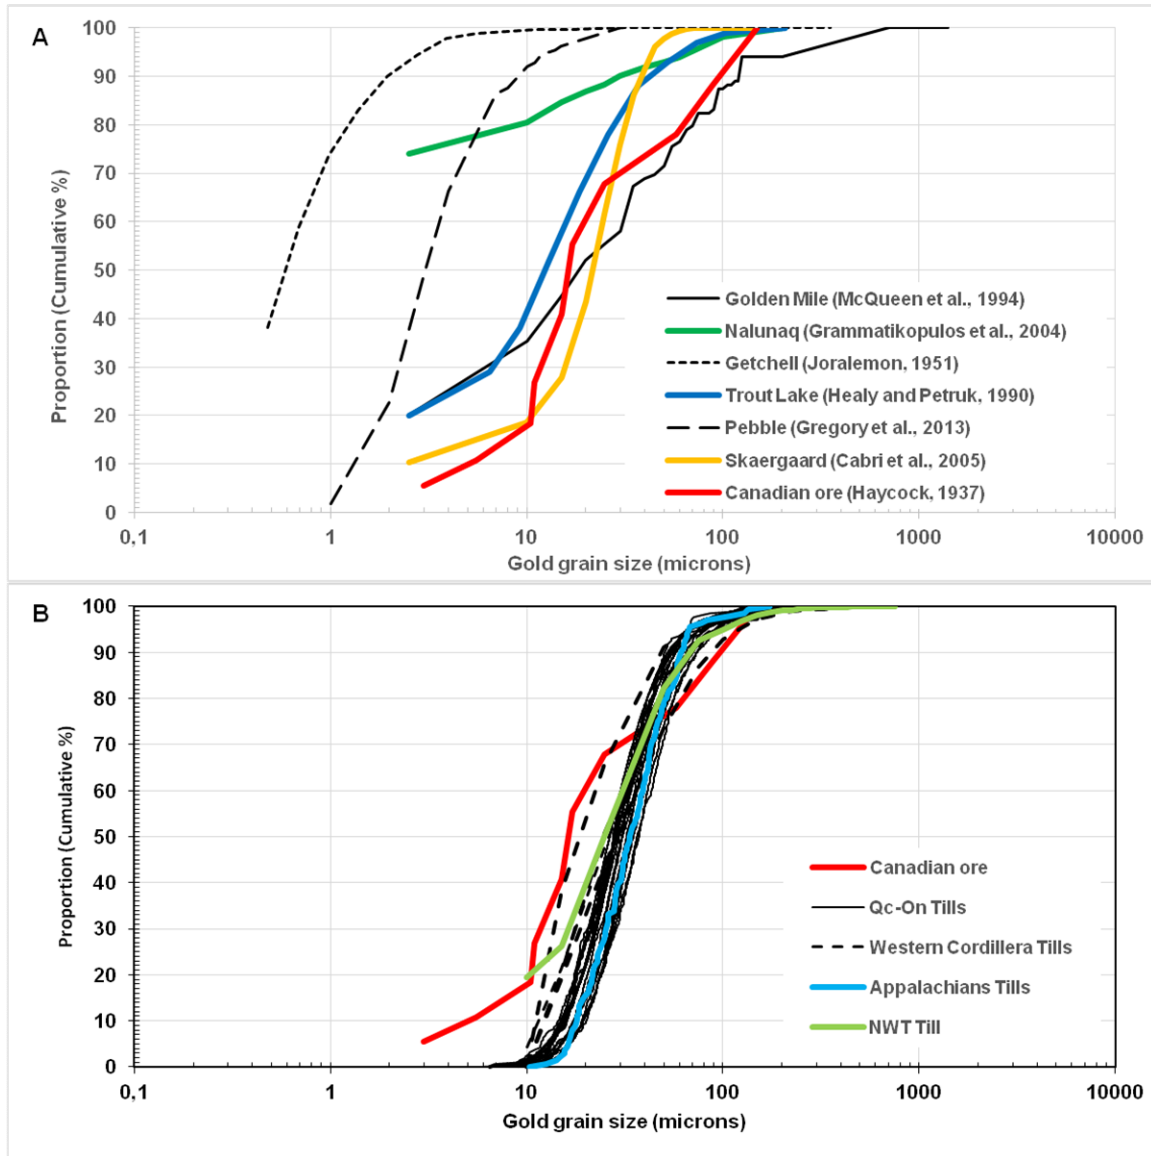 A
Proportion (Cumulative %)
100
90
80
70
60
50
40
30
20
10
0
Golden Mile (McQueen et al., 1994)
Nalunaq (Grammatikopulos et al., 2004)
Getchell (Joralemon, 1951)
Trout Lake (Healy and Petruk, 1990)
Pebble (Gregory et al., 2013)
Skaergaard (Cabri et al., 2005)
Canadian ore (Haycock, 1937)
0,1 1 10 100 1000 10000
Gold grain size (microns)
B
Proportion (Cumulative %)
100
90
80
70
60
50
40
30
20
10
0
Canadian ore
Qc-On Tills
Western Cordillera Tills
Appalachians Tills
NWT Till
0,1 1 10 100 1000 10000
Gold grain size (microns)